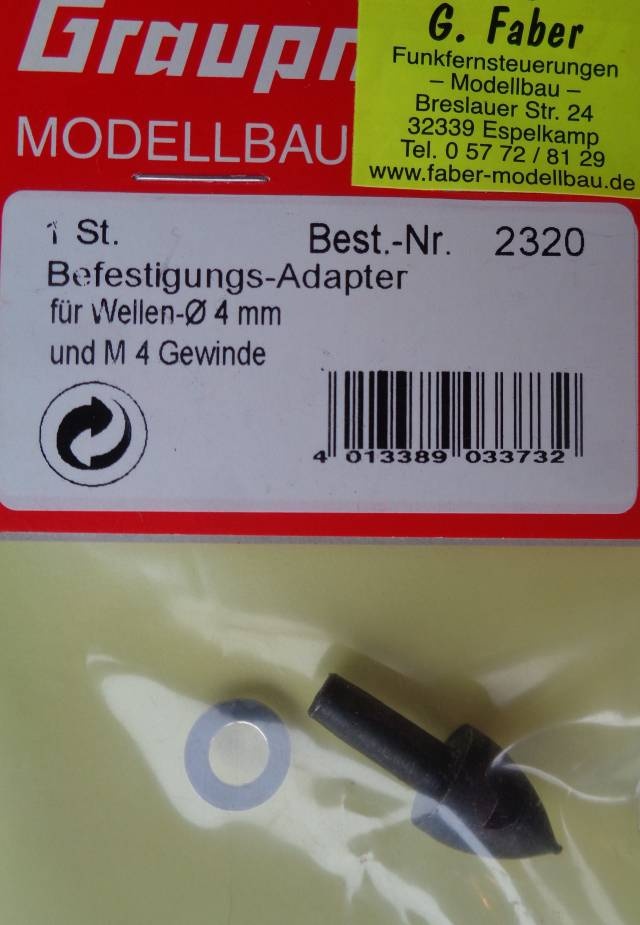 Graupn
MODELLBAU
G. Faber
Funkfernsteuerungen
– Modellbau –
Breslauer Str. 24
32339 Espelkamp
Tel. 0 57 72 / 81 29
www.faber-modellbau.de
1 St. Best.-Nr. 2320
Befestigungs-Adapter
für Wellen-Ø 4 mm
und M 4 Gewinde
4 013389 033732